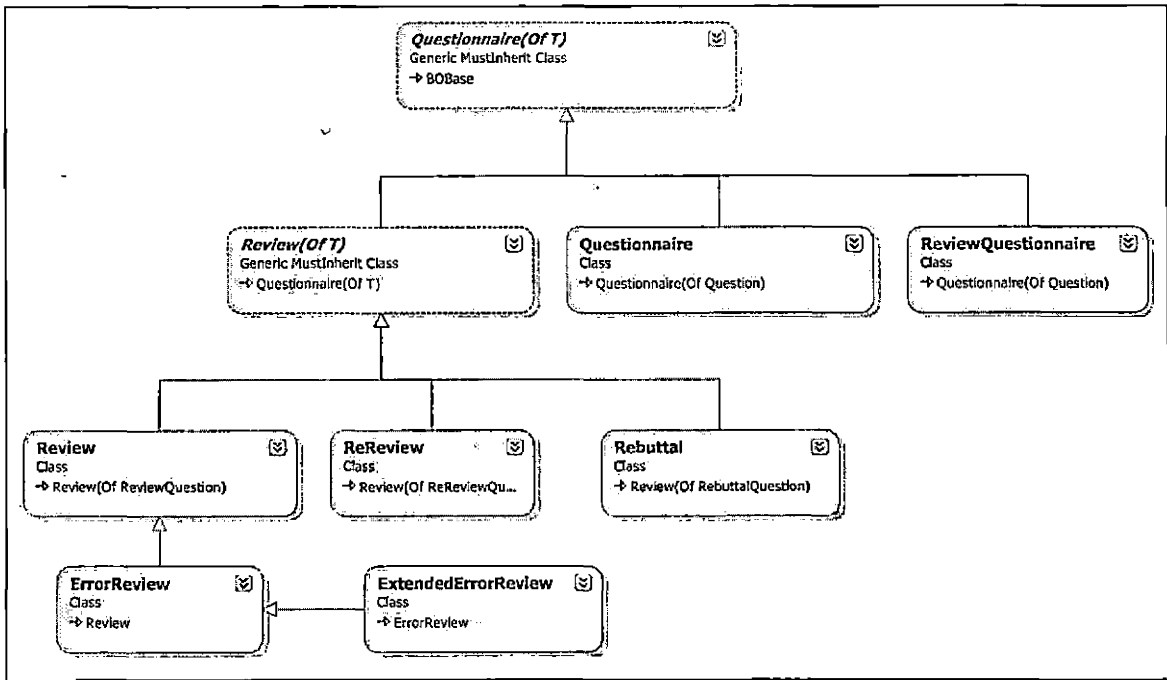 Questionnaire(Of T)
Generic MustInherit Class
BOBase
Review(Of T)
Generic MustInherit Class
Questionnaire(Of T)
Questionnaire
Class
Questionnaire(Of Question)
ReviewQuestionnaire
Class
Questionnaire(Of Question)
Review
Class
Review(Of ReviewQuestion)
ReReview
Class
Review(Of ReReviewQu...
Rebuttal
Class
Review(Of RebuttalQuestion)
ErrorReview
Class
Review
ExtendedErrorReview
Class
ErrorReview